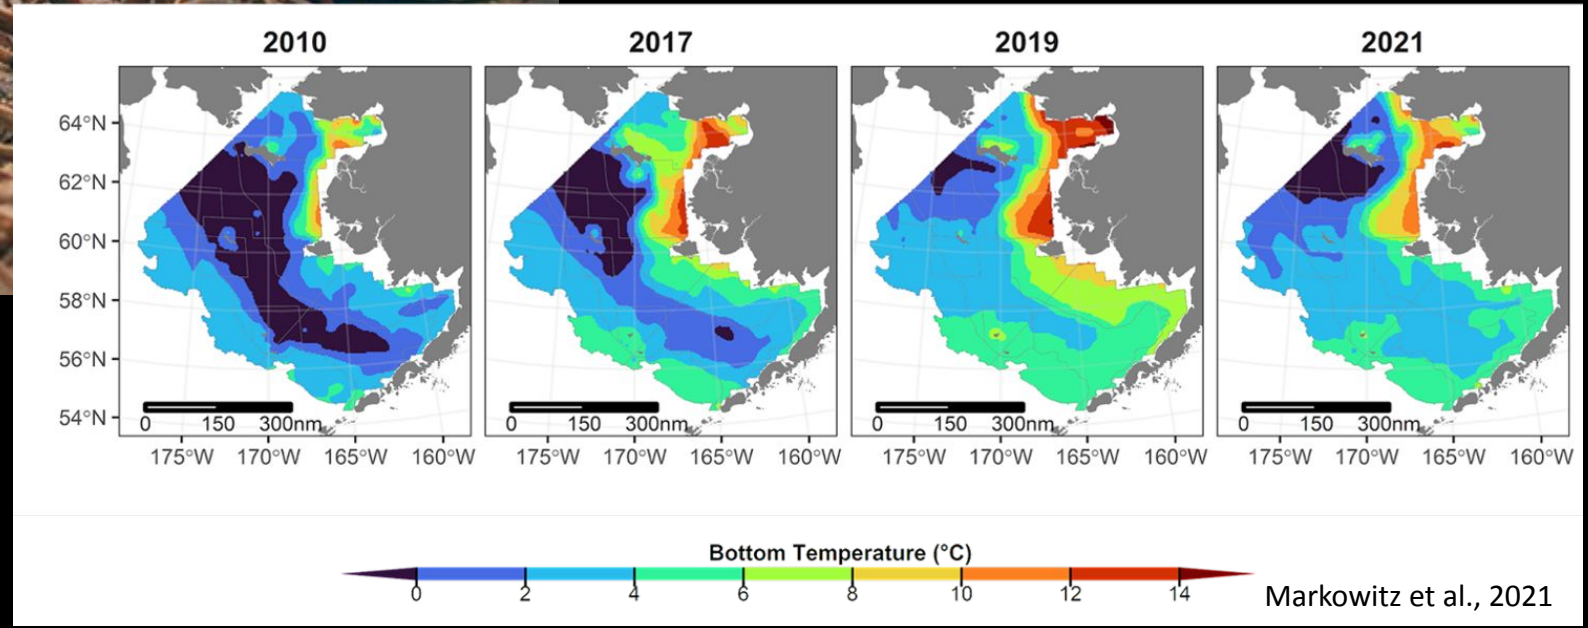 2010 2017 2019 2021
64°N
62°N
60°N
58°N
56°N
54°N
0 150 300nm 0 150 300nm 0 150 300nm 0 150 300nm
175°W 170°W 165°W 160°W 175°W 170°W 165°W 160°W 175°W 170°W 165°W 160°W 175°W 170°W 165°W 160°W
Bottom Temperature (°C)
0 2 4 6 8 10 12 14
Markowitz et al., 2021